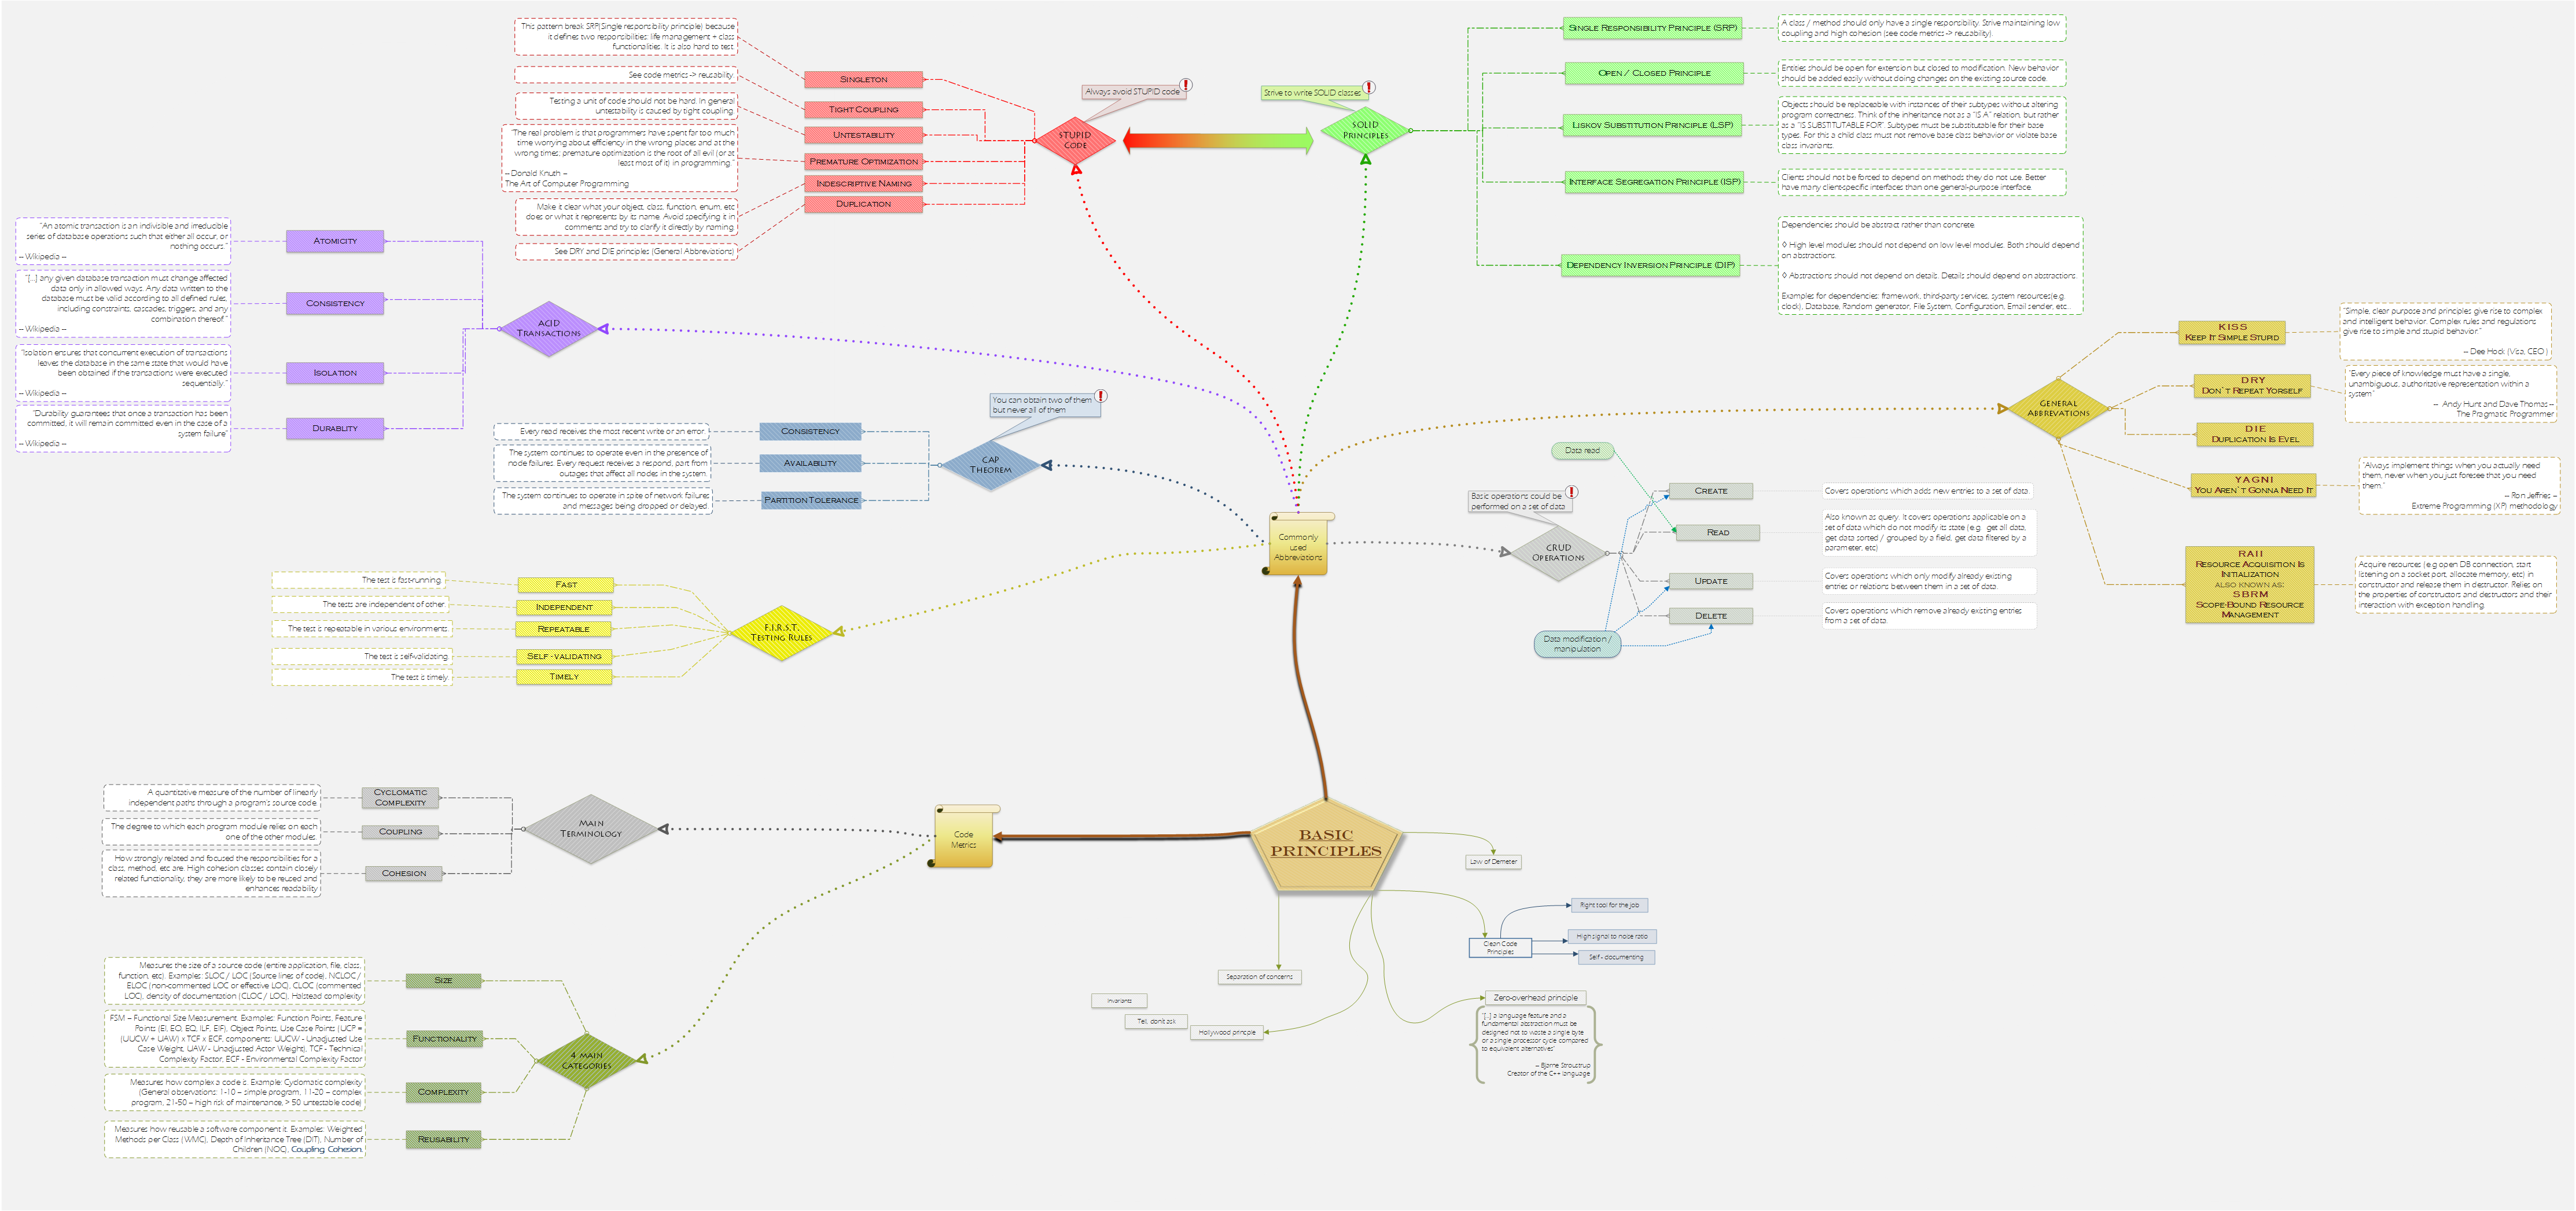 This pattern break SRP(Single responsibility principle) because
it defines two responsibilities: life management + class
functionalities. It is also hard to test.
See code metrics -> reusability.
Testing a unit of code should not be hard. In general
untestability is caused by tight coupling.
"The real problem is that programmers have spent far too much
time worrying about efficiency in the wrong places and at the
wrong times; premature optimization is the root of all evil (or at
least most of it) in programming."
-- Donald Knuth --
The Art of Computer Programming
Make it clear what your object, class, function, enum, etc
does or what it represents by its name. Avoid specifying it in
comments and try to clarify it directly by naming.
See DRY and DIE principles (General Abbreviations)
SINGLETON
TIGHT COUPLING
UNTESTABILITY
PREMATURE OPTIMIZATION
INDESCRIPTIVE NAMING
DUPLICATION
Always avoid STUPID code
STUPID
CODE
Strive to write SOLID classes
SOLID
PRINCIPLES
SINGLE RESPONSIBILITY PRINCIPLE (SRP)
A class / method should only have a single responsibility. Strive maintaining low
coupling and high cohesion (see code metrics -> reusability).
OPEN / CLOSED PRINCIPLE
Entities should be open for extension but closed to modification. New behavior
should be added easily without doing changes on the existing source code.
LISKOV SUBSTITUTION PRINCIPLE (LSP)
Objects should be replaceable with instances of their subtypes without altering
program correctness. Think of the inheritance not as a "IS A" relation, but rather
as a "IS SUBSTITUTABLE FOR". Subtypes must be substitutable for their base
types. For this a child class must not remove base class behavior or violate base
class invariants.
INTERFACE SEGREGATION PRINCIPLE (ISP)
Clients should not be forced to depend on methods they do not use. Better
have many client-specific interfaces than one general-purpose interface.
DEPENDENCY INVERSION PRINCIPLE (DIP)
Dependencies should be abstract rather than concrete.
◊ High level modules should not depend on low level modules. Both should depend
on abstractions.
◊ Abstractions should not depend on details. Details should depend on abstractions.
Examples for dependencies: framework, third-party services, system resources(e.g.
clock), Database, Random generator, File System, Configuration, Email sender, etc...
"An atomic transaction is an indivisible and irreducible
series of database operations such that either all occur, or
nothing occurs."
-- Wikipedia --
"[...] any given database transaction must change affected
data only in allowed ways. Any data written to the
database must be valid according to all defined rules,
including constraints, cascades, triggers, and any
combination thereof."
-- Wikipedia --
"Isolation ensures that concurrent execution of transactions
leaves the database in the same state that would have
been obtained if the transactions were executed
sequentially."
-- Wikipedia --
"Durability guarantees that once a transaction has been
committed, it will remain committed even in the case of a
system failure"
-- Wikipedia --
ATOMICITY
CONSISTENCY
ISOLATION
DURABLITY
ACID
TRANSACTIONS
You can obtain two of them
but never all of them
CAP
THEOREM
CONSISTENCY
Every read receives the most recent write or an error.
AVAILABILITY
The system continues to operate even in the presence of
node failures. Every request receives a respond, part from
outages that affect all nodes in the system.
PARTITION TOLERANCE
The system continues to operate in spite of network failures
and messages being dropped or delayed.
GENERAL
ABBREVATIONS
KISS
KEEP IT SIMPLE STUPID
"Simple, clear purpose and principles give rise to complex
and intelligent behavior. Complex rules and regulations
give rise to simple and stupid behavior."
-- Dee Hock (Visa, CEO )
DRY
DON`T REPEAT YORSELF
"Every piece of knowledge must have a single,
unambiguous, authoritative representation within a
system"
-- Andy Hunt and Dave Thomas --
The Pragmatic Programmer
DIE
DUPLICATION IS EVEL
YAGNI
YOU AREN`T GONNA NEED IT
"Always implement things when you actually need
them, never when you just foresee that you need
them."
-- Ron Jeffries --
Extreme Programming (XP) methodology
RAII
RESOURCE ACQUISITION IS
INITIALIZATION
ALSO KNOWN AS:
SBRM
SCOPE-BOUND RESOURCE
MANAGEMENT
Acquire resources (e.g open DB connection, start
listening on a socket port, allocate memory, etc) in
constructor and release them in destructor. Relies on
the properties of constructors and destructors and their
interaction with exception handling.
Data read
Basic operations could be
performed on a set of data
CRUD
OPERATIONS
CREATE
Covers operations which adds new entries to a set of data.
READ
Also known as query. It covers operations applicable on a
set of data which do not modify its state (e.g. get all data,
get data sorted / grouped by a field, get data filtered by a
parameter, etc)
UPDATE
Covers operations which only modify already existing
entries or relations between them in a set of data.
DELETE
Covers operations which remove already existing entries
from a set of data.
Data modification /
manipulation
Commonly
used
Abbreviations
The test is fast-running.
The tests are independent of other.
The test is repeatable in various environments.
The test is self-validating.
The test is timely.
FAST
INDEPENDENT
REPEATABLE
SELF-VALIDATING
TIMELY
F.I.R.S.T.
TESTING RULES
A quantitative measure of the number of linearly
independent paths through a program's source code.
The degree to which each program module relies on each
one of the other modules.
How strongly related and focused the responsibilities for a
class, method, etc are. High cohesion classes contain closely
related functionality, they are more likely to be reused and
enhances readability
CYCLOMATIC
COMPLEXITY
COUPLING
COHESION
MAIN
TERMINOLOGY
Code
Metrics
BASIC
PRINCIPLES
Law of Demeter
Right tool for the job
High signal to noise ratio
Self - documenting
Clean Code
Principles
Separation of concerns
Invariants
Tell, don't ask
Hollywood principle
Zero-overhead principle
"[...] a language feature and a
fundamental abstraction must be
designed not to waste a single byte
or a single processor cycle compared
to equivalent alternatives"
-- Bjarne Stroustrup
Creator of the C++ language
Measures the size of a source code (entire application, file, class,
function, etc). Examples: SLOC / LOC (Source lines of code), NCLOC /
ELOC (non-commented LOC or effective LOC), CLOC (commented
LOC), density of documentation (CLOC / LOC), Halstead complexity
FSM – Functional Size Measurement. Examples: Function Points, Feature
Points (EI, EO, EQ, ILF, EIF), Object Points, Use Case Points (UCP =
(UUCW + UAW) x TCF x ECF, components: UUCW - Unadjusted Use
Case Weight, UAW - Unadjusted Actor Weight), TCF - Technical
Complexity Factor, ECF - Environmental Complexity Factor
Measures how complex a code is. Example: Cyclomatic complexity
(General observations: 1-10 – simple program, 11-20 – complex
program, 21-50 – high risk of maintenance, > 50 untestable code)
Measures how reusable a software component it. Examples: Weighted
Methods per Class (WMC), Depth of Inheritance Tree (DIT), Number of
Children (NOC), Coupling, Cohesion.
SIZE
FUNCTIONALITY
COMPLEXITY
REUSABILITY
4 MAIN
CATEGORIES